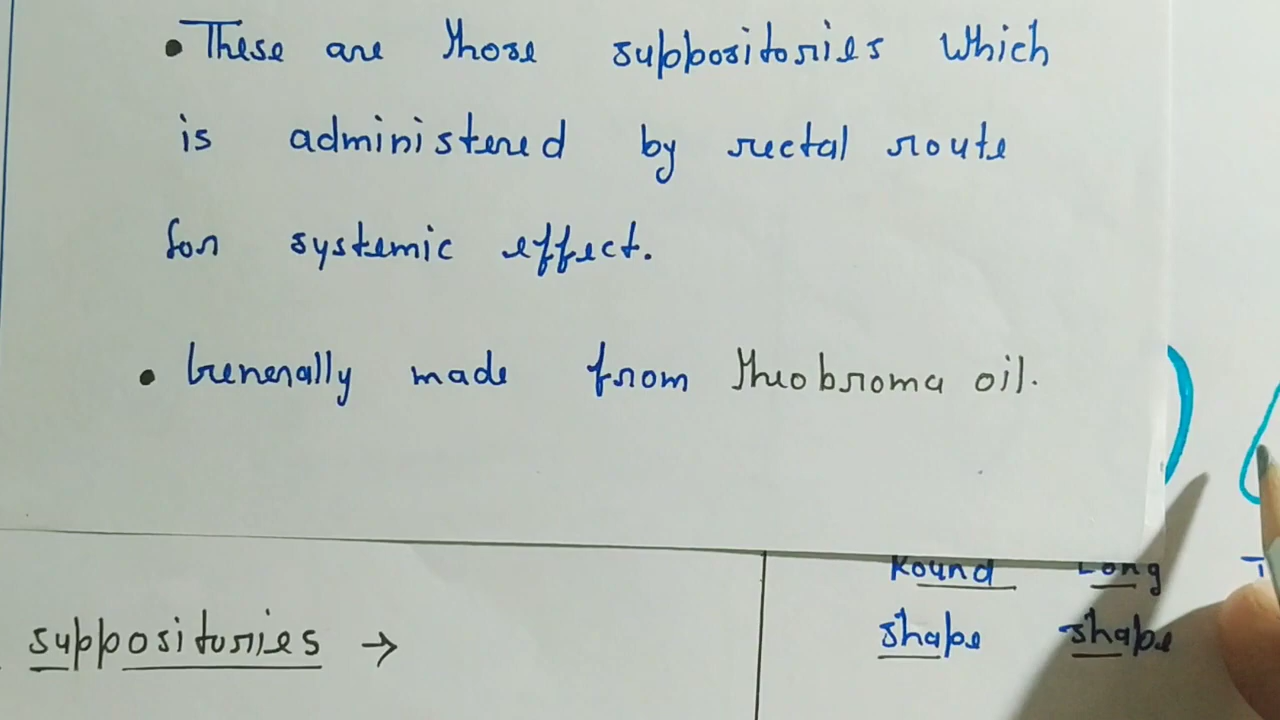 • These are those suppositories which
is administered by rectal route
for systemic effect.
• Generally made from theobroma oil.
Round Long
shape shape
suppositories →